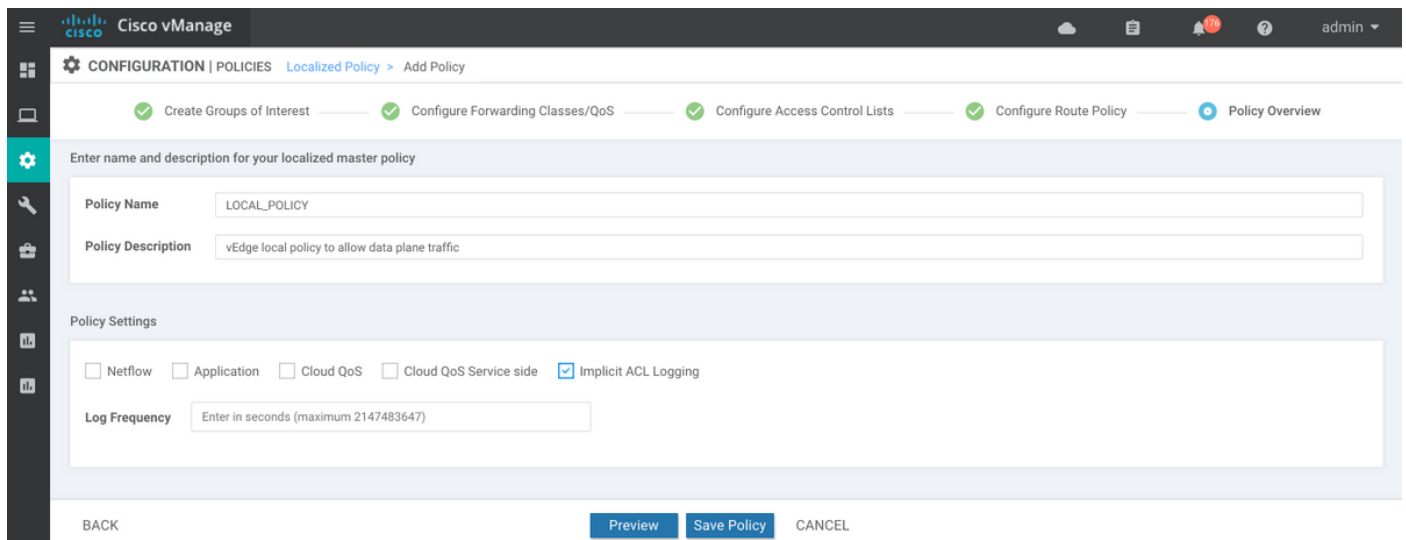 cisco Cisco vManage 176 admin
CONFIGURATION | POLICIES Localized Policy > Add Policy
Create Groups of Interest Configure Forwarding Classes/QoS Configure Access Control Lists Configure Route Policy Policy Overview
Enter name and description for your localized master policy
Policy Name LOCAL_POLICY
Policy Description vEdge local policy to allow data plane traffic
Policy Settings
Netflow Application Cloud QoS Cloud QoS Service side Implicit ACL Logging
Log Frequency Enter in seconds (maximum 2147483647)
BACK Preview Save Policy CANCEL